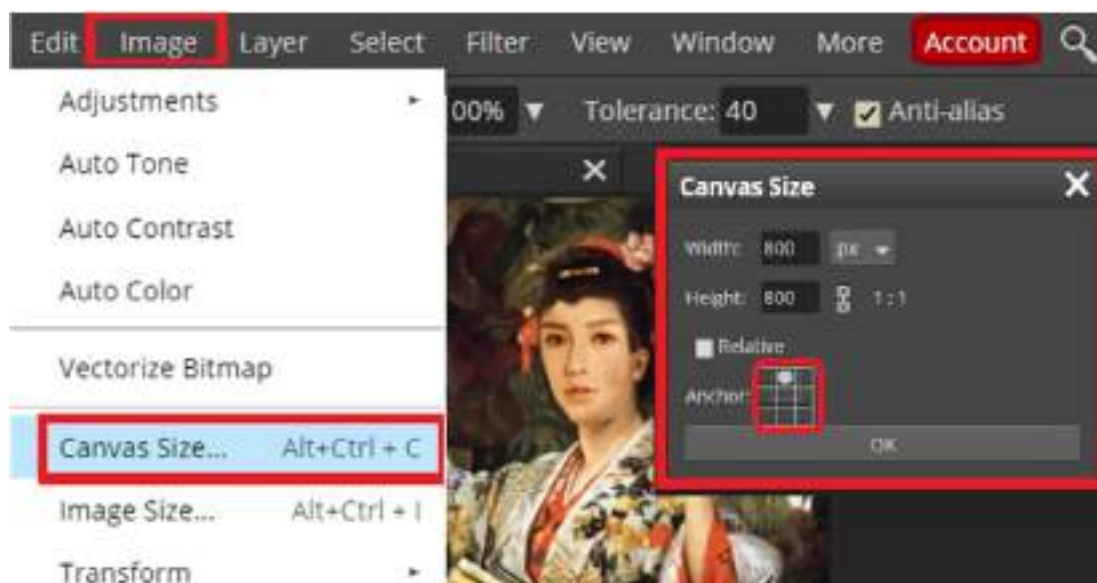 Edit Image Layer Select Filter View Window More Account
00% Tolerance: 40 Anti-alias
Adjustments
Auto Tone
Auto Contrast
Auto Color
Vectorize Bitmap
Canvas Size... Alt+Ctrl + C
Image Size... Alt+Ctrl + I
Transform
Canvas Size
Width: 800 px
Height: 800 1:1
Relative
Anchor:
OK